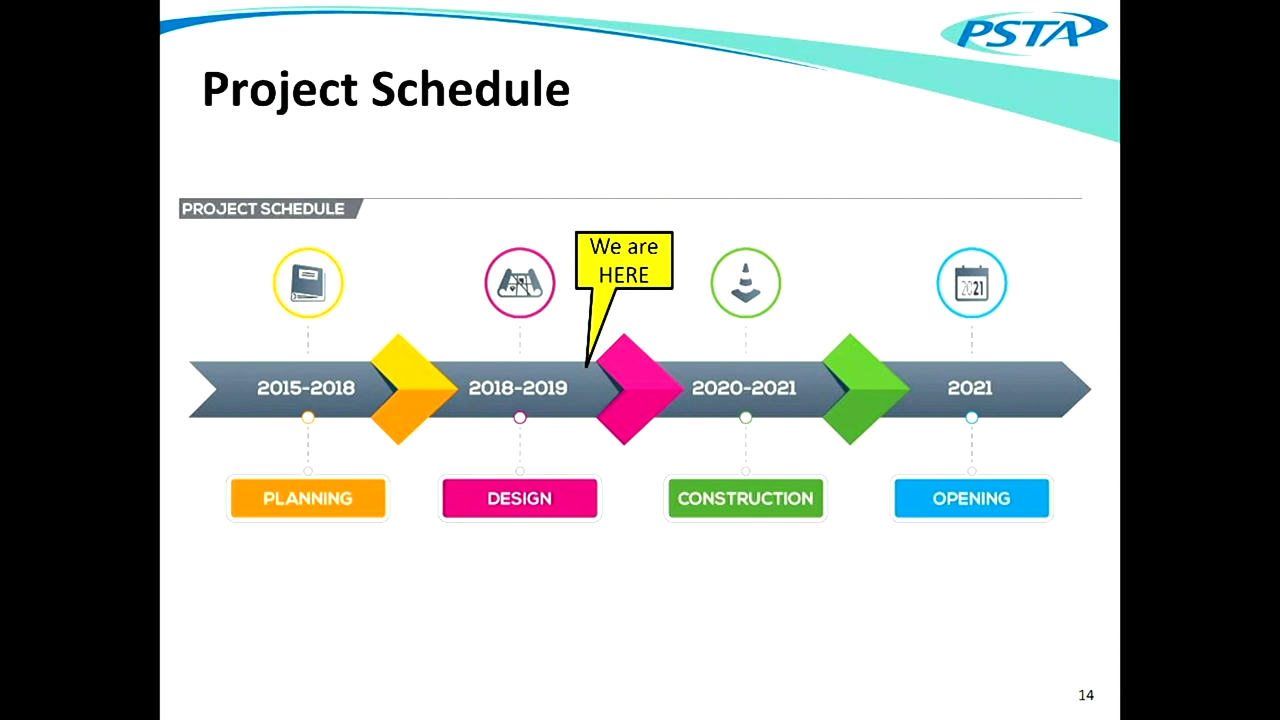 PSTA
Project Schedule
PROJECT SCHEDULE
We are
HERE
2021
2015-2018
2018-2019
2020-2021
2021
PLANNING
DESIGN
CONSTRUCTION
OPENING
14